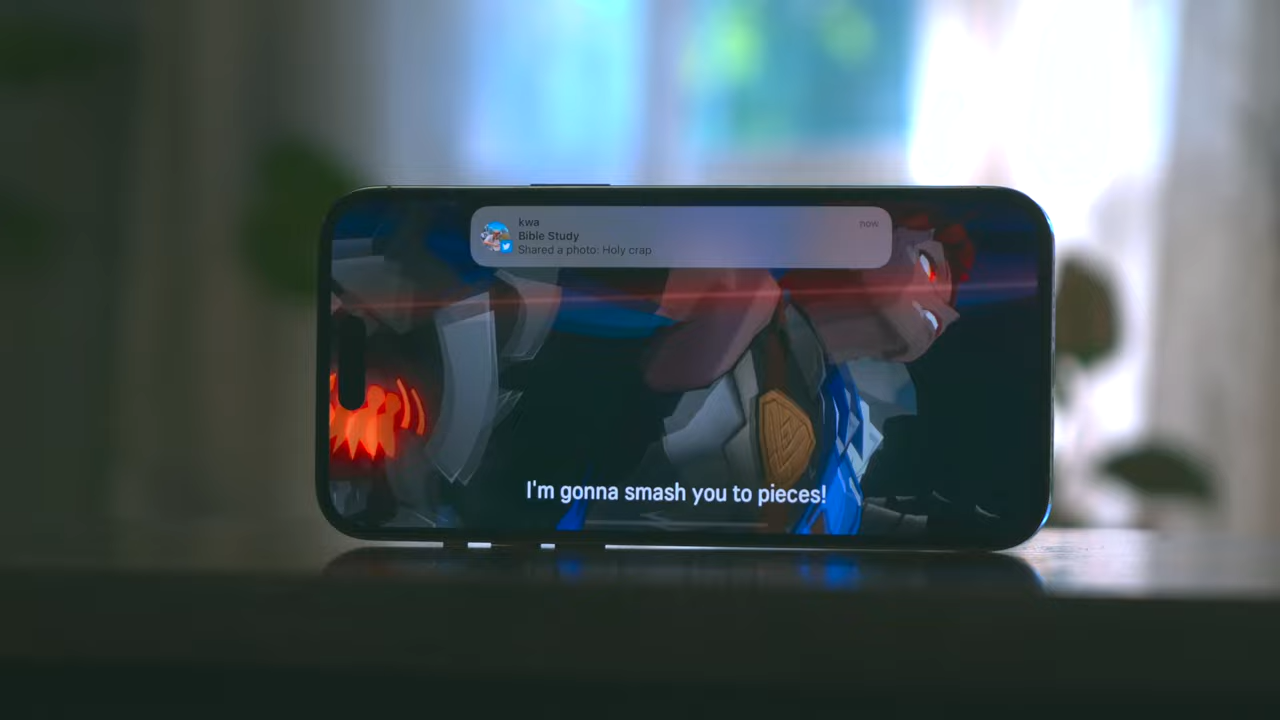 kwa
now
Bible Study
Shared a photo: Holy crap
I'm gonna smash you to pieces!